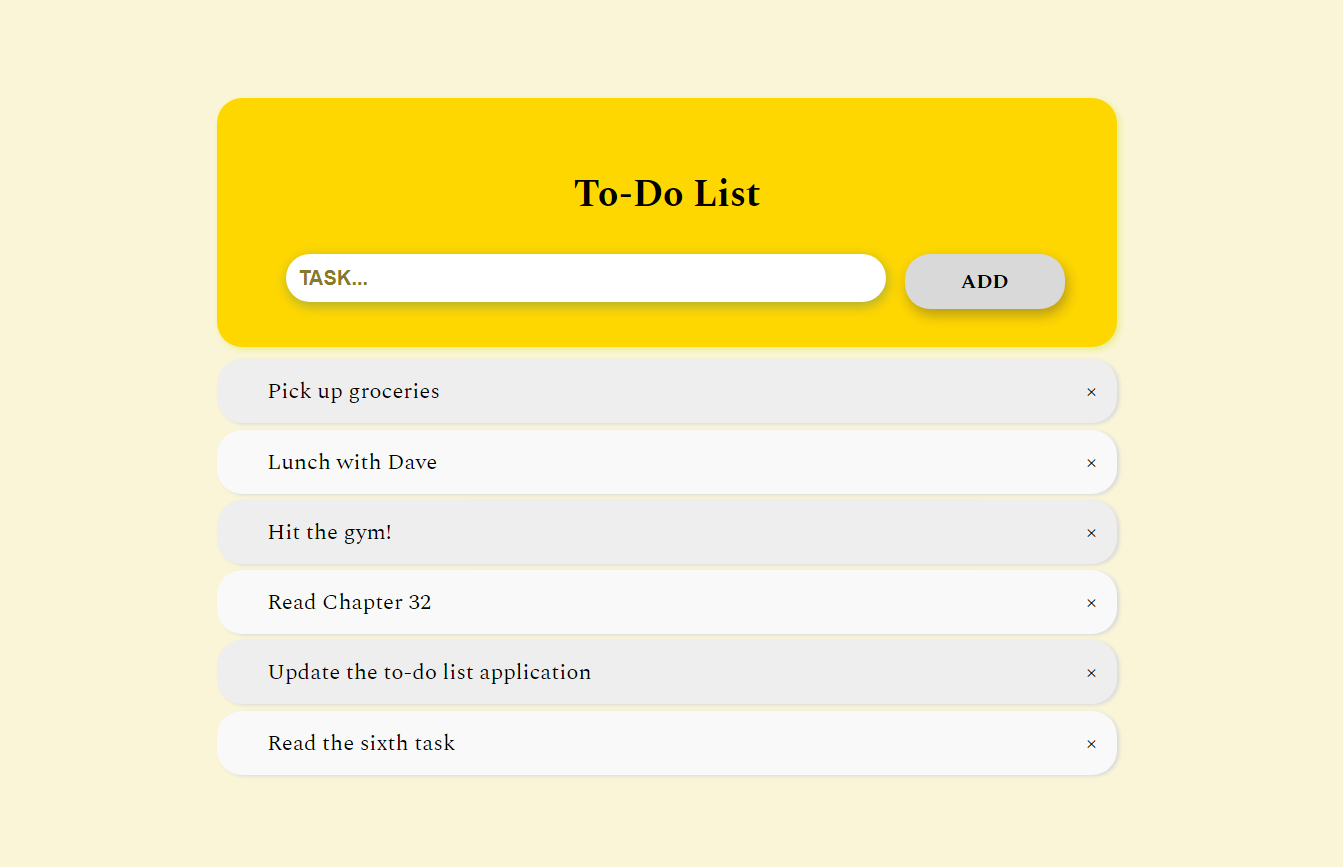 To-Do List
TASK...
ADD
Pick up groceries ×
Lunch with Dave ×
Hit the gym! ×
Read Chapter 32 ×
Update the to-do list application ×
Read the sixth task ×